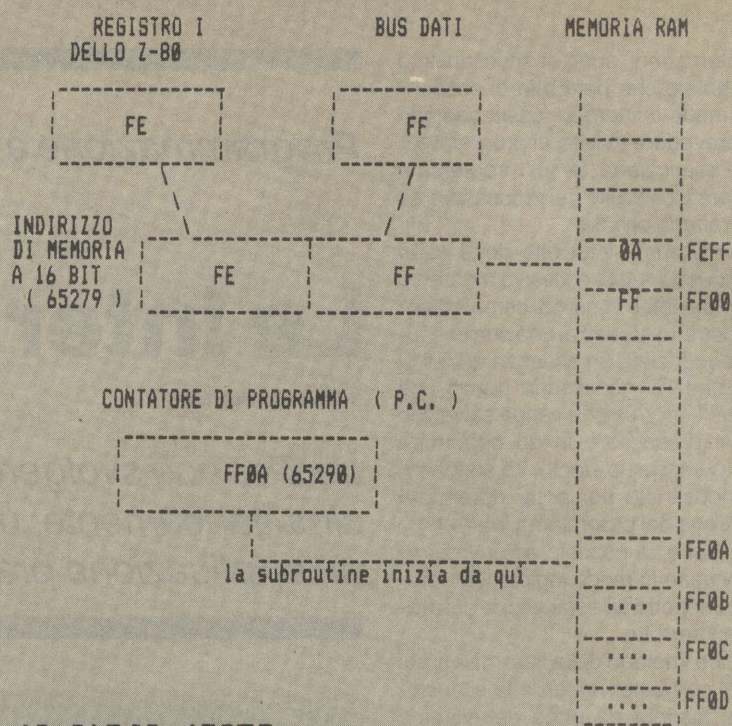 REGISTRO I DELLO Z-80
BUS DATI
MEMORIA RAM
FE
FF
INDIRIZZO DI MEMORIA A 16 BIT ( 65279 )
FE
FF
0A FEFF
FF FF00
CONTATORE DI PROGRAMMA ( P.C. )
FF0A (65290)
la subroutine inizia da qui
FF0A
.... FF0B
.... FF0C
.... FF0D